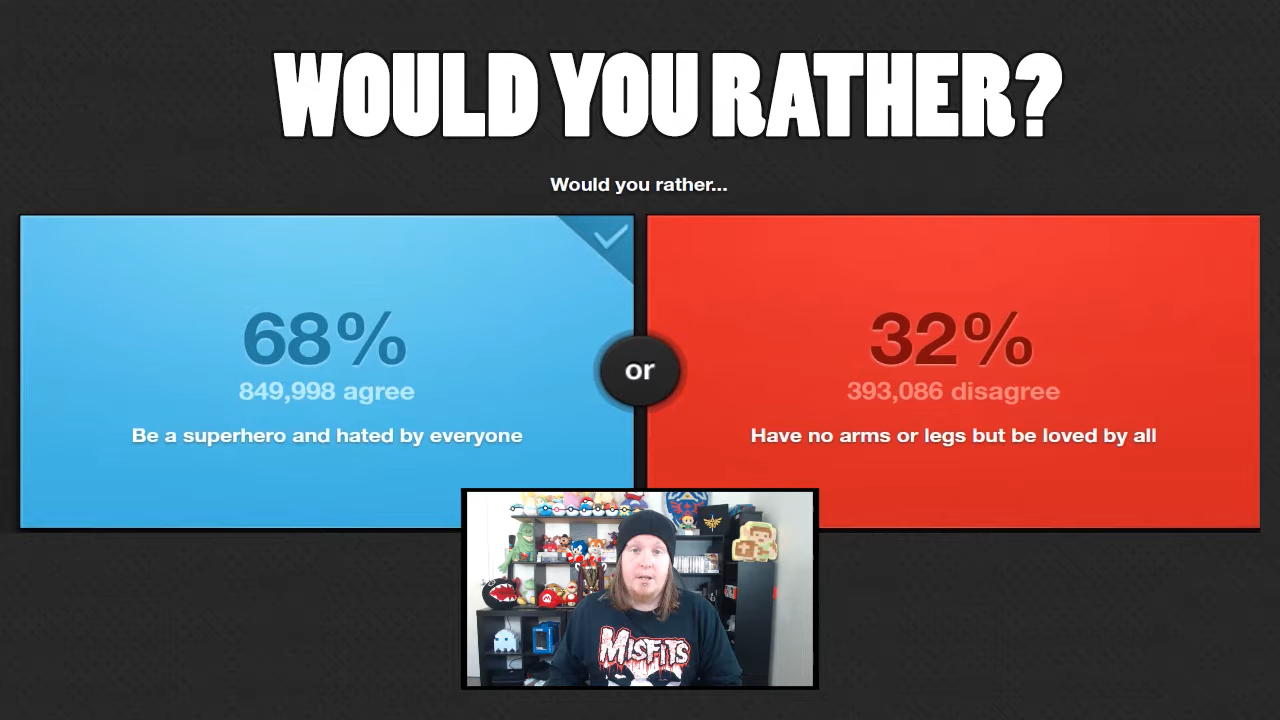 WOULD YOU RATHER?
Would you rather...
68%
849,998 agree
Be a superhero and hated by everyone
or
32%
393,086 disagree
Have no arms or legs but be loved by all
MISFITS